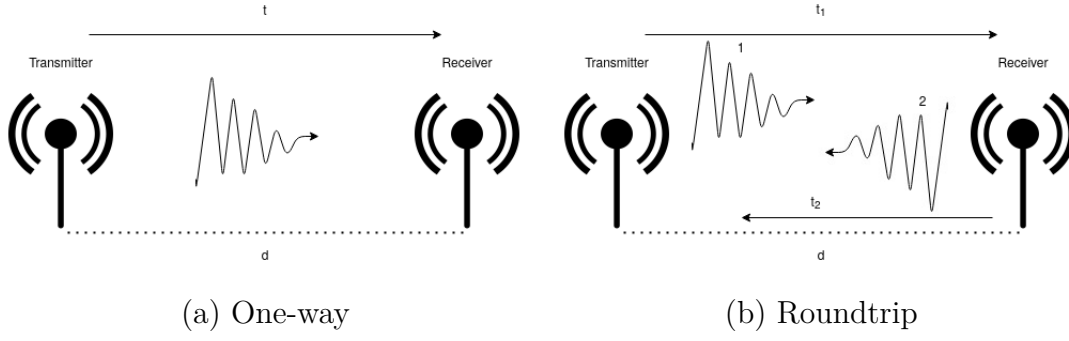 t
Transmitter
Receiver
d
(a) One-way
t₁
Transmitter
1
Receiver
2
t₂
d
(b) Roundtrip